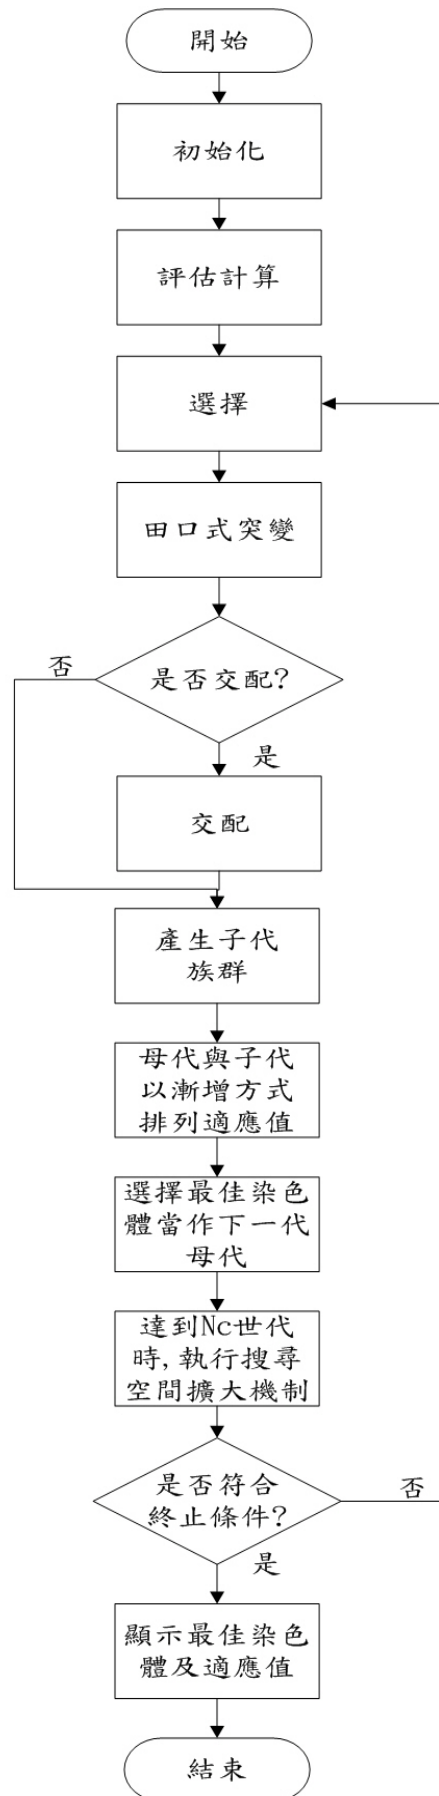 開始
初始化
評估計算
選擇
田口式突變
否
是否交配?
是
交配
產生子代
族群
母代與子代
以漸增方式
排列適應值
選擇最佳染色
體當作下一代
母代
達到Nc世代
時,執行搜尋
空間擴大機制
是否符合
終止條件?
否
是
顯示最佳染色
體及適應值
結束